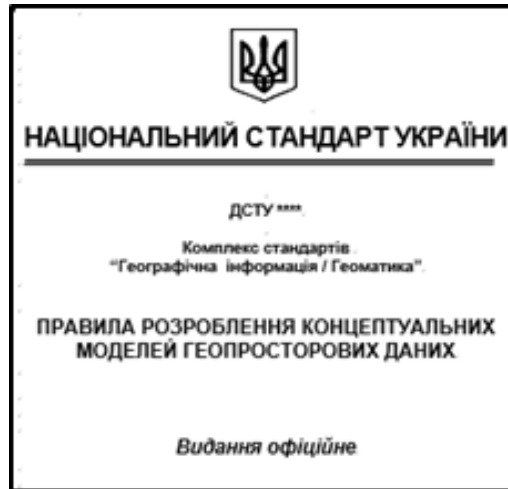 НАЦІОНАЛЬНИЙ СТАНДАРТ УКРАЇНИ
ДСТУ ****
Комплекс стандартів
“Географічна інформація / Геоматика”
ПРАВИЛА РОЗРОБЛЕННЯ КОНЦЕПТУАЛЬНИХ
МОДЕЛЕЙ ГЕОПРОСТОРОВИХ ДАНИХ
Видання офіційне